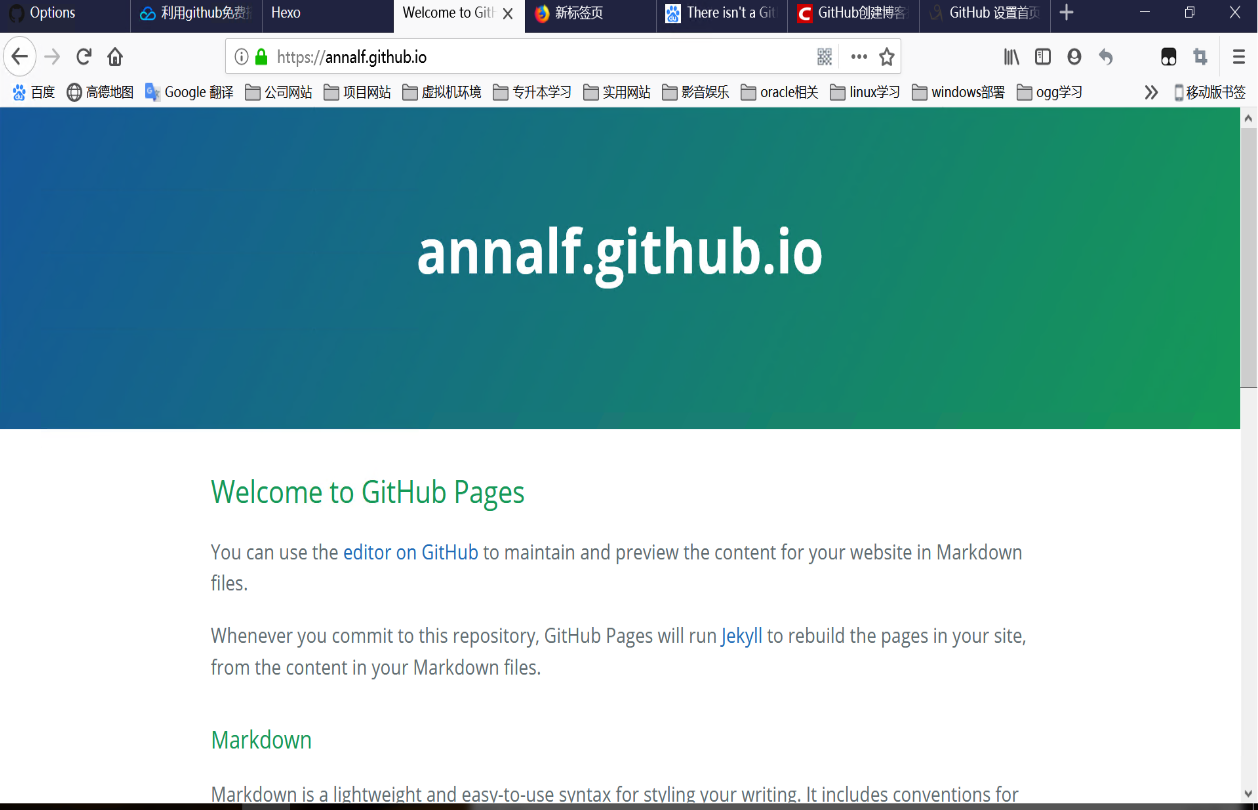 Options
利用github免费
Hexo
Welcome to GitH
新标签页
There isn't a Git
GitHub创建博客
GitHub 设置首页
https://annalf.github.io
百度
高德地图
Google 翻译
公司网站
项目网站
虚拟机环境
专升本学习
实用网站
影音娱乐
oracle相关
linux学习
windows部署
ogg学习
移动版书签
annalf.github.io
Welcome to GitHub Pages
You can use the editor on GitHub to maintain and preview the content for your website in Markdown
files.
Whenever you commit to this repository, GitHub Pages will run Jekyll to rebuild the pages in your site,
from the content in your Markdown files.
Markdown
Markdown is a lightweight and easy-to-use syntax for styling your writing. It includes conventions for